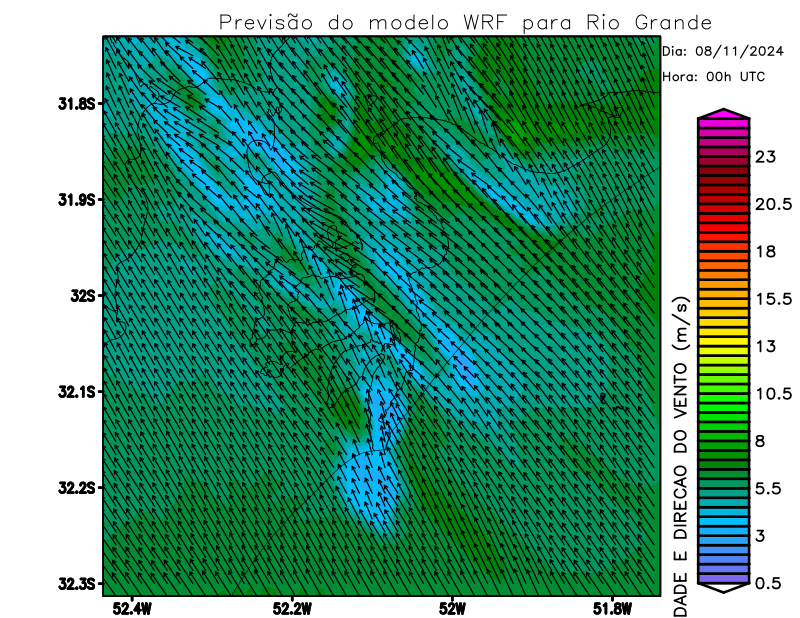 Previsão do modelo WRF para Rio Grande
Dia: 08/11/2024
Hora: 00h UTC
31.8S
31.9S
32S
32.1S
32.2S
32.3S
52.4W
52.2W
52W
51.8W
23
20.5
18
15.5
13
10.5
8
5.5
3
0.5
DADE E DIRECAO DO VENTO (m/s)